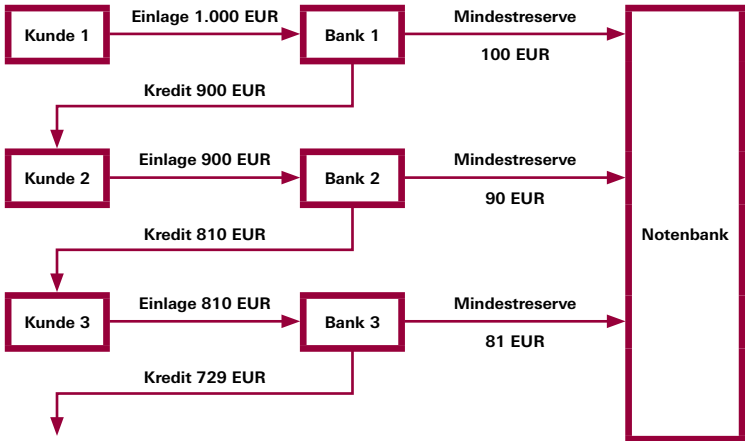 Kunde 1
Einlage 1.000 EUR
Bank 1
Mindestreserve
100 EUR
Kredit 900 EUR
Kunde 2
Einlage 900 EUR
Bank 2
Mindestreserve
90 EUR
Notenbank
Kredit 810 EUR
Kunde 3
Einlage 810 EUR
Bank 3
Mindestreserve
81 EUR
Kredit 729 EUR